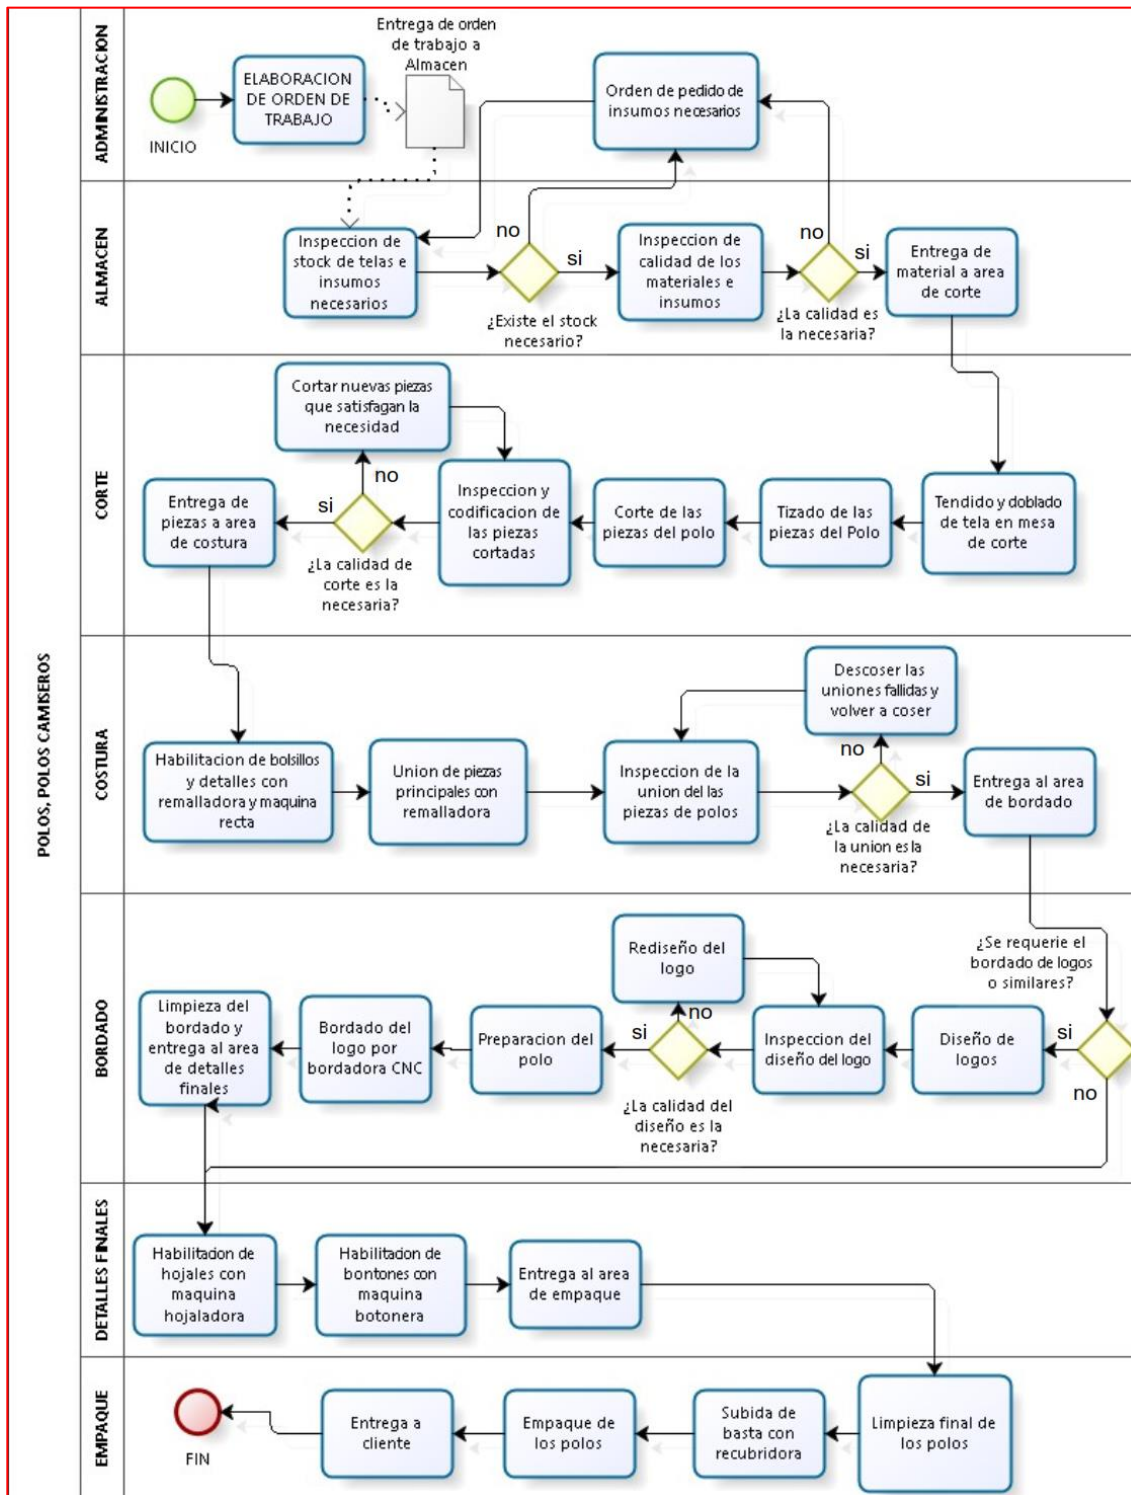 POLOS, POLOS CAMISEROS
ADMINISTRACION
INICIO
ELABORACION
DE ORDEN DE
TRABAJO
Entrega de orden
de trabajo a
Almacen
Orden de pedido de
insumos necesarios
ALMACEN
Inspeccion de
stock de telas e
insumos
necesarios
no
si
¿Existe el stock
necesario?
Inspeccion de
calidad de los
materiales e
insumos
no
si
¿La calidad es
la necesaria?
Entrega de
material a area
de corte
CORTE
Cortar nuevas piezas
que satisfagan la
necesidad
no
si
Entrega de
piezas a area
de costura
¿La calidad de
corte es la
necesaria?
Inspeccion y
codificacion de
las piezas
cortadas
Corte de las
piezas del polo
Tizado de las
piezas del Polo
Tendido y doblado
de tela en mesa
de corte
COSTURA
Habilitacion de bolsillos
y detalles con
remalladora y maquina
recta
Union de piezas
principales con
remalladora
Inspeccion de la
union del las
piezas de polos
Descoser las
uniones fallidas y
volver a coser
no
si
¿La calidad de
la union es la
necesaria?
Entrega al area
de bordado
BORDADO
¿Se requerie el
bordado de logos
o similares?
si
no
Diseño de
logos
Inspeccion del
diseño del logo
Rediseño del
logo
no
si
¿La calidad del
diseño es la
necesaria?
Preparacion del
polo
Bordado del
logo por
bordadora CNC
Limpieza del
bordado y
entrega al area
de detalles
finales
DETALLES FINALES
Habilitacion de
hojales con
maquina
hojaladora
Habilitacion de
bontones con
maquina
botonera
Entrega al area
de empaque
EMPAQUE
FIN
Entrega a
cliente
Empaque de
los polos
Subida de
basta con
recubridora
Limpieza final de
los polos